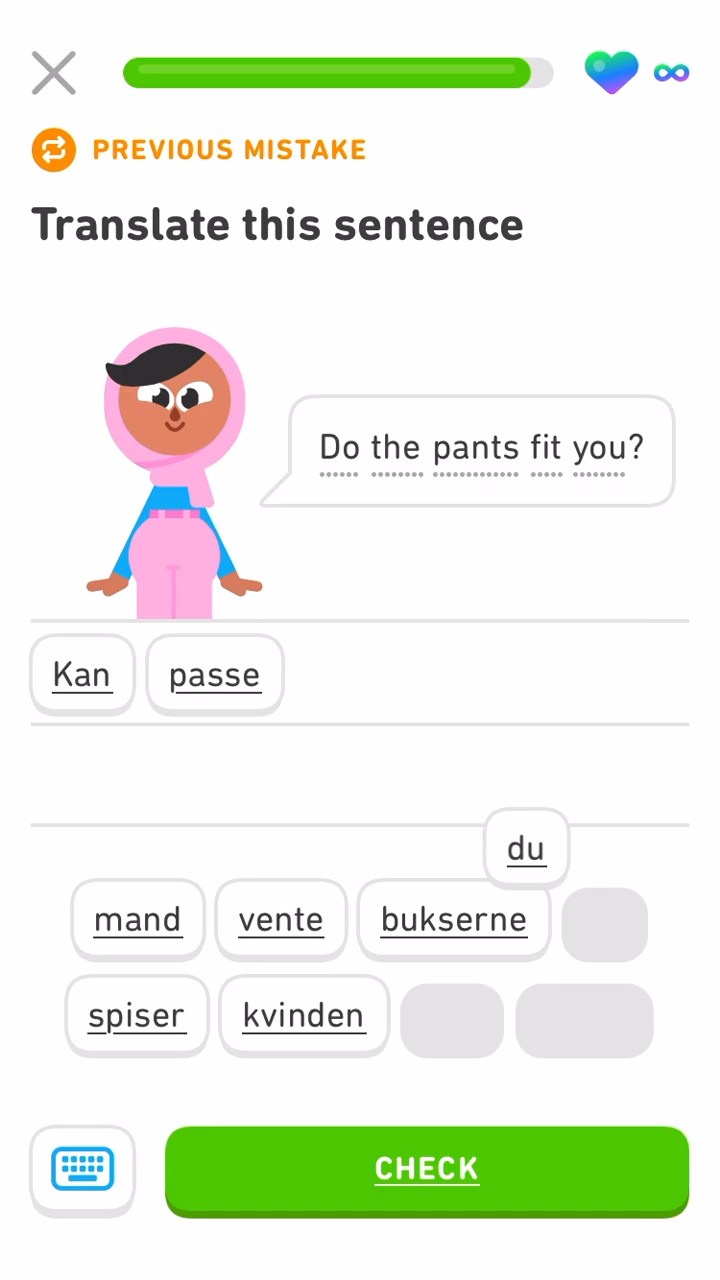 PREVIOUS MISTAKE
Translate this sentence
Do the pants fit you?
Kan passe
du
mand vente bukserne
spiser kvinden
CHECK